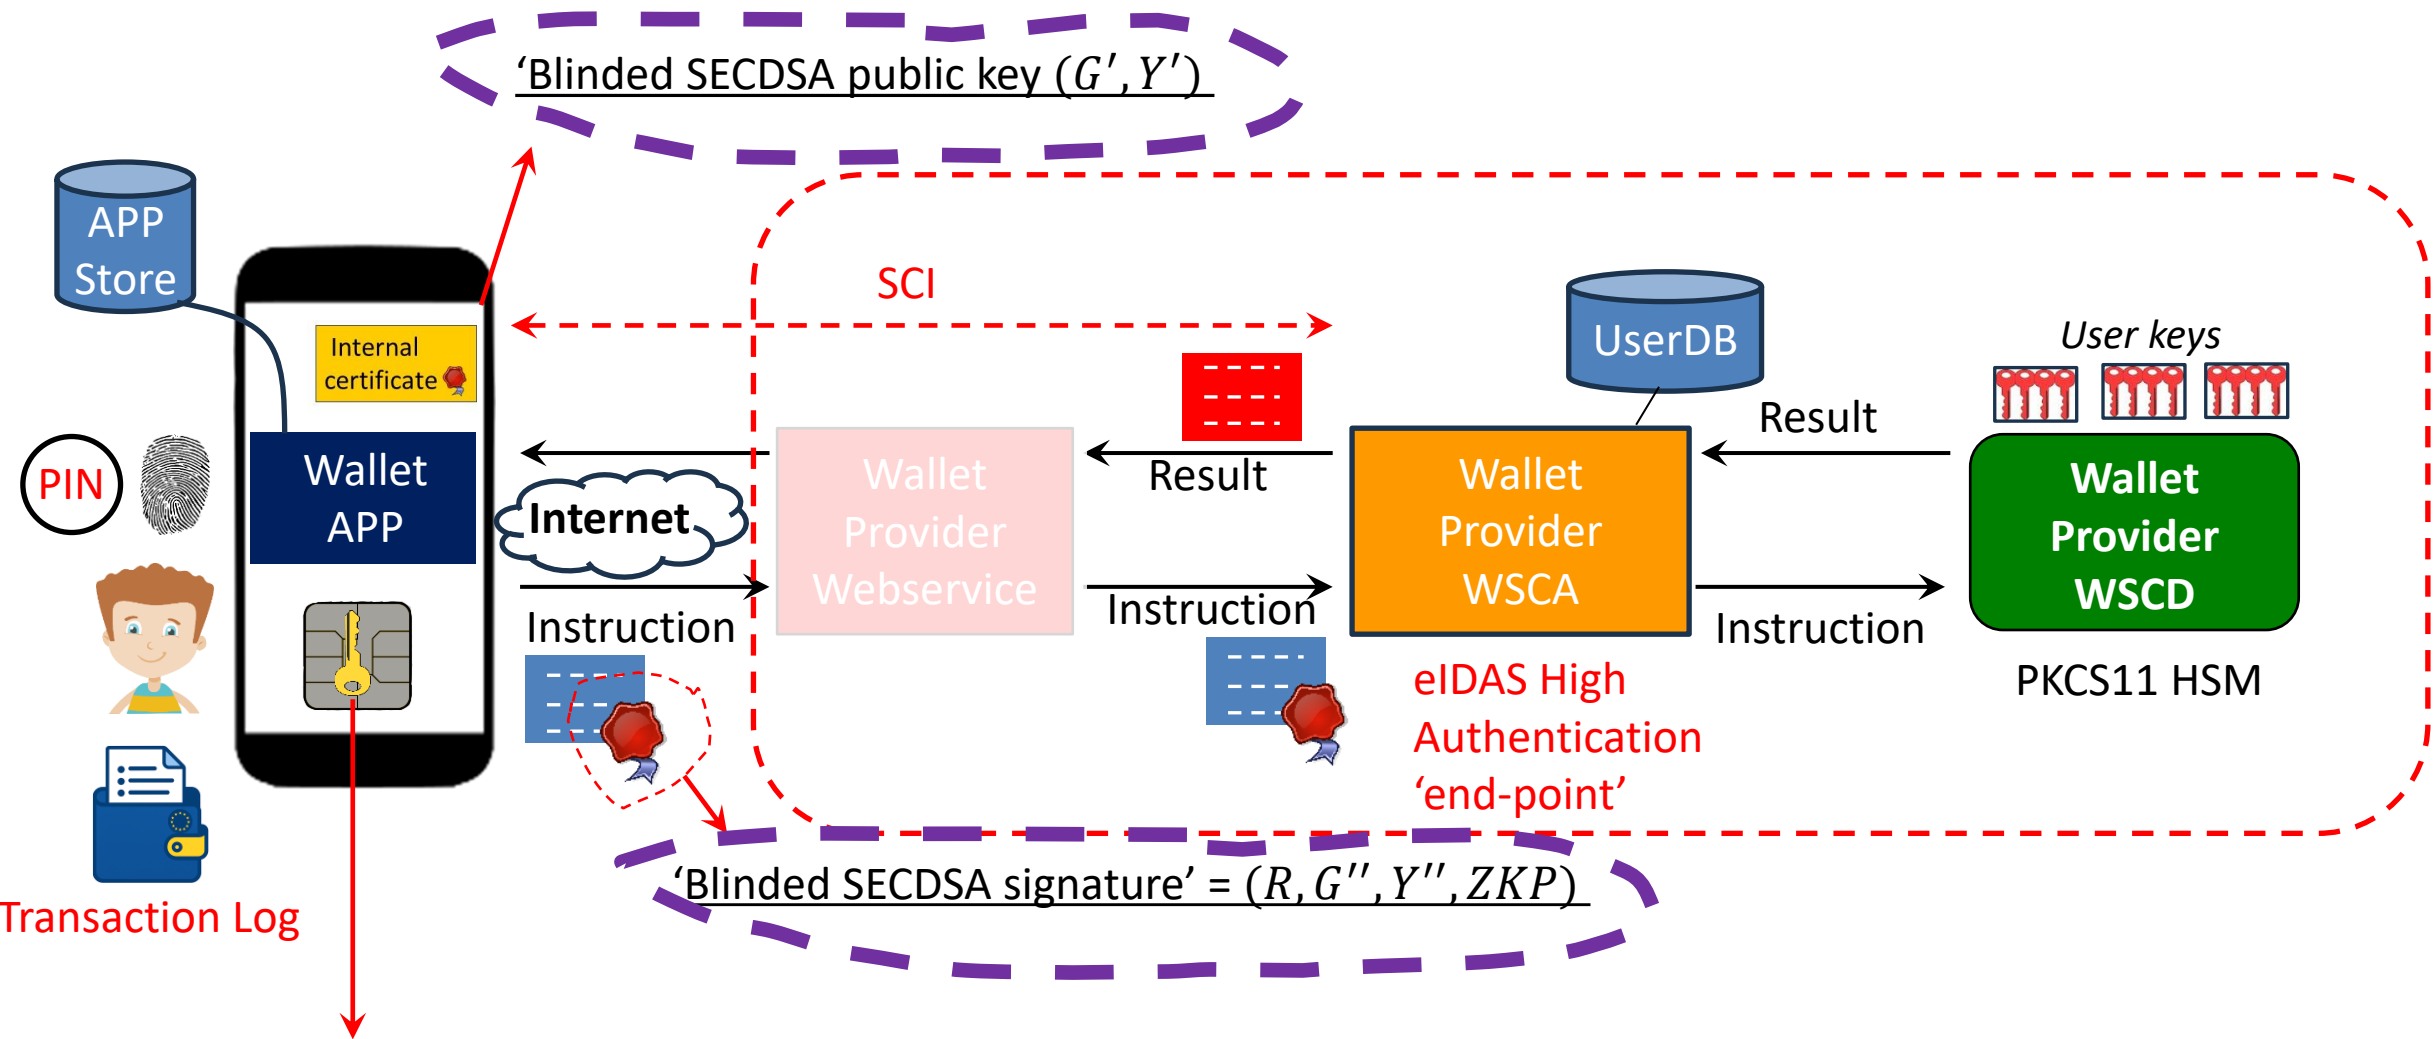 ‘Blinded SECDSA public key (G′, Y′)
APP
Store
SCI
UserDB
User keys
Internal
certificate
Result
PIN
Wallet
APP
Internet
Wallet
Provider
Webservice
Result
Wallet
Provider
WSCA
Wallet
Provider
WSCD
Instruction
Instruction
Instruction
eIDAS High
Authentication
‘end-point’
PKCS11 HSM
‘Blinded SECDSA signature’ = (R, G′′, Y′′, ZKP)
Transaction Log